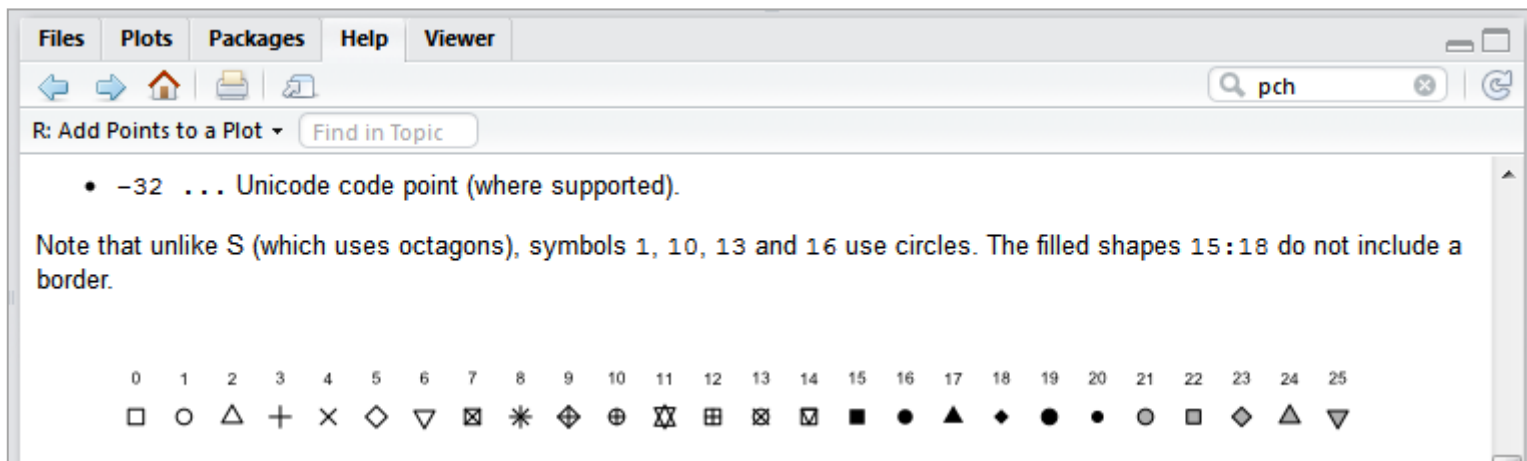 Files Plots Packages Help Viewer
pch
R: Add Points to a Plot Find in Topic
• -32 ... Unicode code point (where supported).
Note that unlike S (which uses octagons), symbols 1, 10, 13 and 16 use circles. The filled shapes 15:18 do not include a
border.
0 1 2 3 4 5 6 7 8 9 10 11 12 13 14 15 16 17 18 19 20 21 22 23 24 25